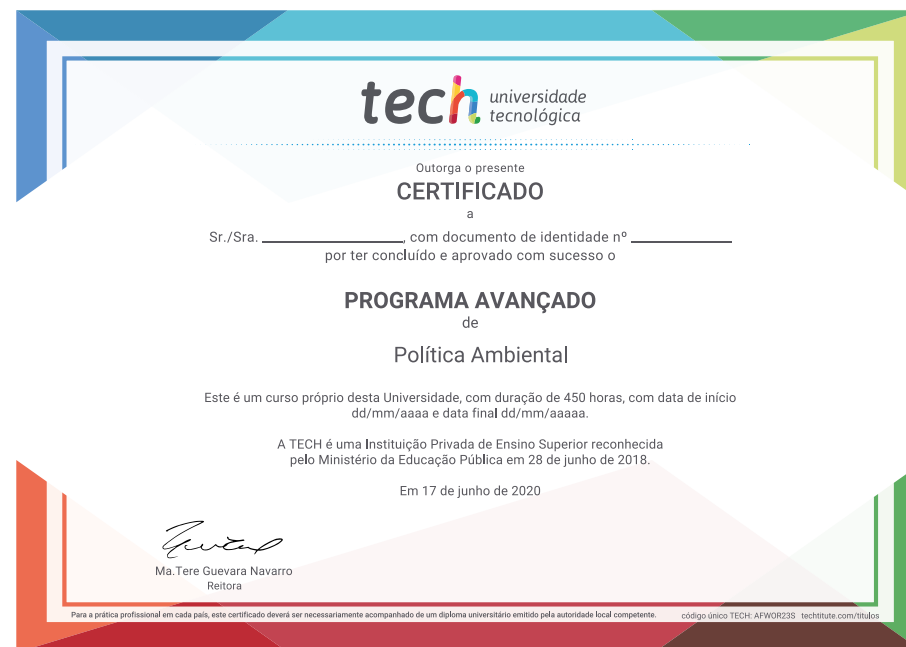 tech universidade
tecnológica
Outorga o presente
CERTIFICADO
a
Sr./Sra. ____________, com documento de identidade nº ____________
por ter concluído e aprovado com sucesso o
PROGRAMA AVANÇADO
de
Política Ambiental
Este é um curso próprio desta Universidade, com duração de 450 horas, com data de início
dd/mm/aaaa e data final dd/mm/aaaaa.
A TECH é uma Instituição Privada de Ensino Superior reconhecida
pelo Ministério da Educação Pública em 28 de junho de 2018.
Em 17 de junho de 2020
Ma.Tere Guevara Navarro
Reitora
Para a prática profissional em cada país, este certificado deverá ser necessariamente acompanhado de um diploma universitário emitido pela autoridade local competente. código único TECH: AFWOR23S techtitute.com/titulos